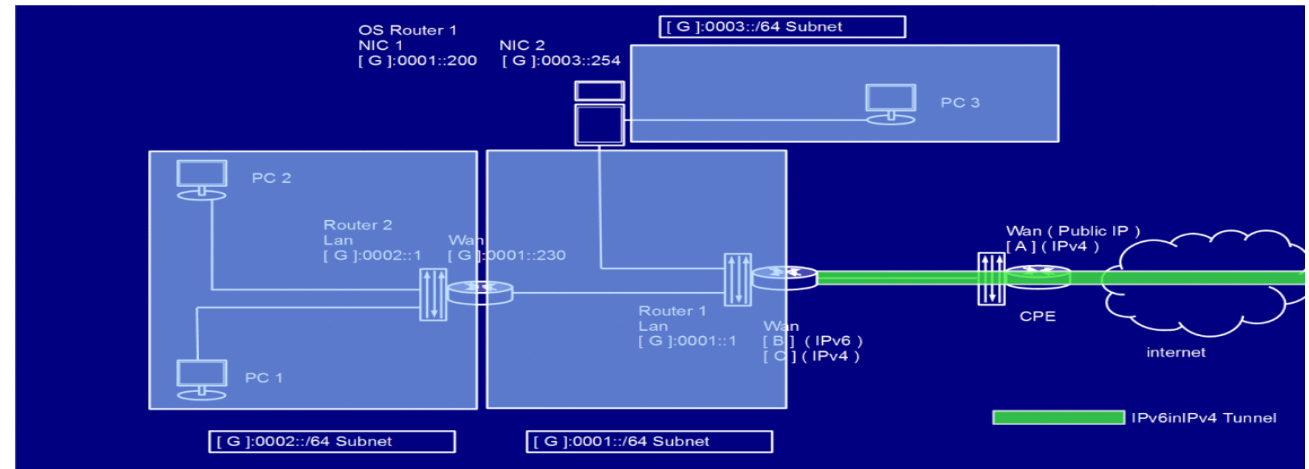 [ G ]:0003::/64 Subnet
OS Router 1
NIC 1
[ G ]:0001::200
NIC 2
[ G ]:0003::254
PC 3
PC 2
Router 2
Lan
[ G ]:0002::1
Wan
[ G ]:0001::230
Wan ( Public IP )
[ A ] ( IPv4 )
Router 1
Lan
[ G ]:0001::1
Wan
[ B ] ( IPv6 )
[ C ] ( IPv4 )
CPE
internet
PC 1
IPv6inIPv4 Tunnel
[ G ]:0002::/64 Subnet
[ G ]:0001::/64 Subnet